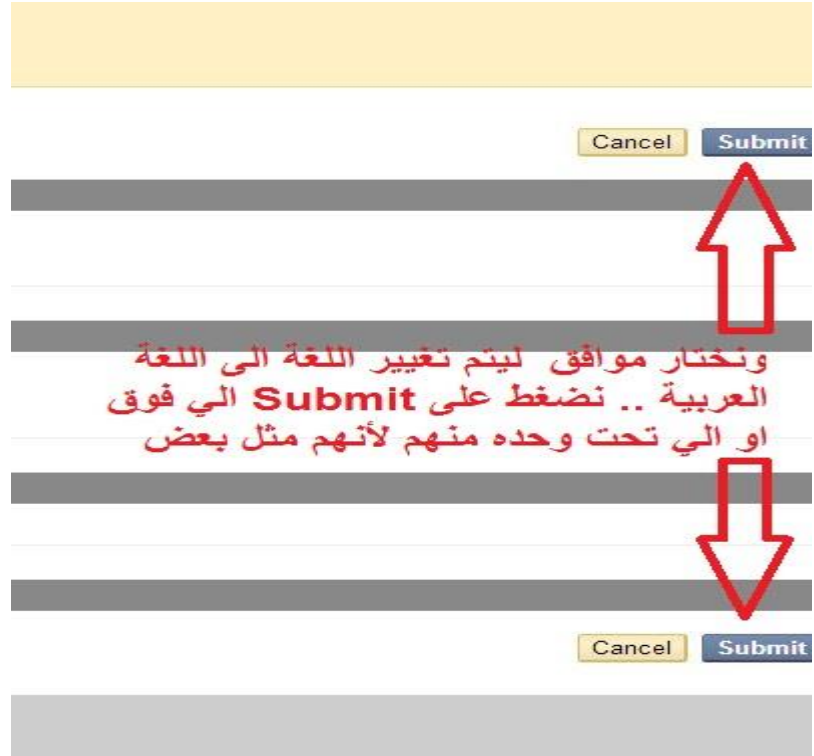 Cancel Submit
ونختار موافق ليتم تغيير اللغة الى اللغة
العربية .. نضغط على Submit الي فوق
او الي تحت وحده منهم لأنهم مثل بعض
Cancel Submit